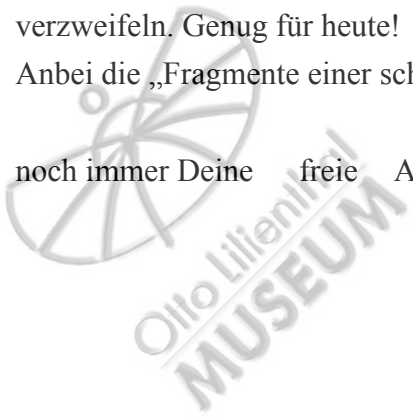 verzweifeln. Genug für heute!
Anbei die „Fragmente einer sch
noch immer Deine freie A
Otto Lilienthal
MUSEUM